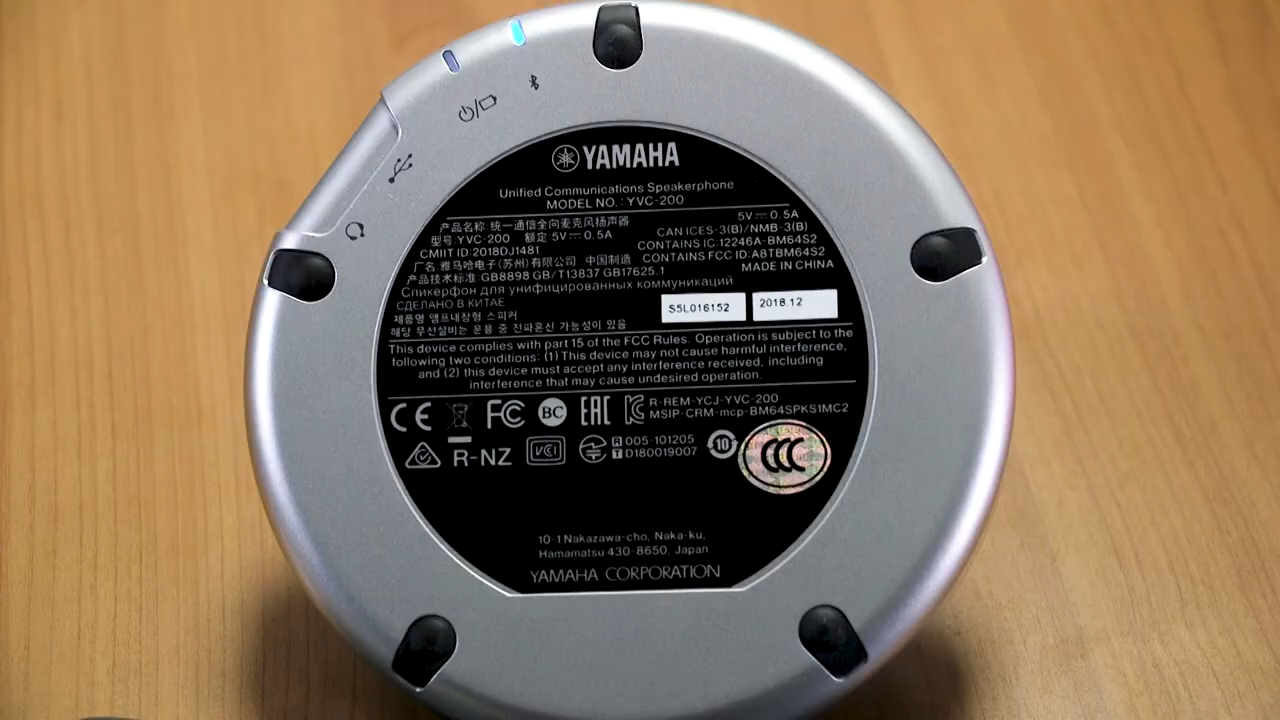 YAMAHA
Unified Communications Speakerphone
MODEL NO.: YVC-200
产品名称: 统一通信全向麦克风扬声器
型号: YVC-200 额定: 5V⎓0.5A
CMIIT ID:2018DJ1481
厂名: 雅马哈电子(苏州)有限公司 中国制造
产品技术标准: GB8898 GB/T13837 GB17625.1
5V⎓0.5A
CAN ICES-3(B)/NMB-3(B)
CONTAINS IC:12246A-BM64S2
CONTAINS FCC ID:A8TBM64S2
MADE IN CHINA
Спикерфон для унифицированных коммуникаций
СДЕЛАНО В КИТАЕ
제품명 앰프내장형 스피커
해당 무선설비는 운용 중 전파혼신 가능성이 있음
S5L016152
2018.12
This device complies with part 15 of the FCC Rules. Operation is subject to the
following two conditions: (1) This device may not cause harmful interference,
and (2) this device must accept any interference received, including
interference that may cause undesired operation.
CE FC BC EAC KC
R-REM-YCJ-YVC-200
MSIP-CRM-mcp-BM64SPKS1MC2
R-NZ VCCI
R 005-101205
T D180019007
10
CCC
10-1 Nakazawa-cho, Naka-ku,
Hamamatsu 430-8650, Japan
YAMAHA CORPORATION